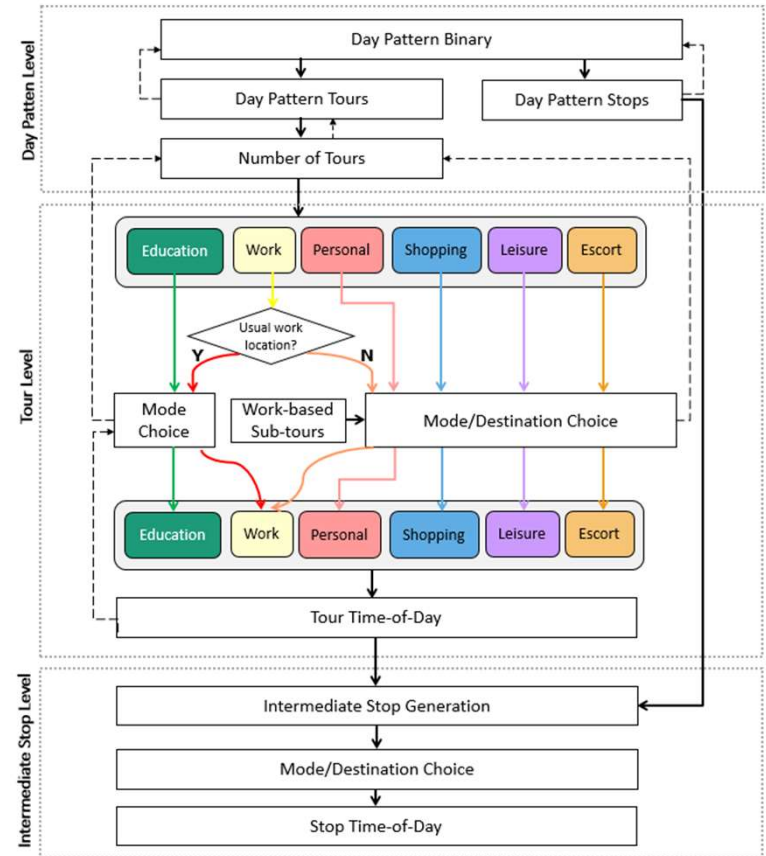 Day Patten Level
Day Pattern Binary
Day Pattern Tours
Day Pattern Stops
Number of Tours
Tour Level
Education
Work
Personal
Shopping
Leisure
Escort
Usual work
location?
Y
N
Mode
Choice
Work-based
Sub-tours
Mode/Destination Choice
Education
Work
Personal
Shopping
Leisure
Escort
Tour Time-of-Day
Intermediate Stop Level
Intermediate Stop Generation
Mode/Destination Choice
Stop Time-of-Day